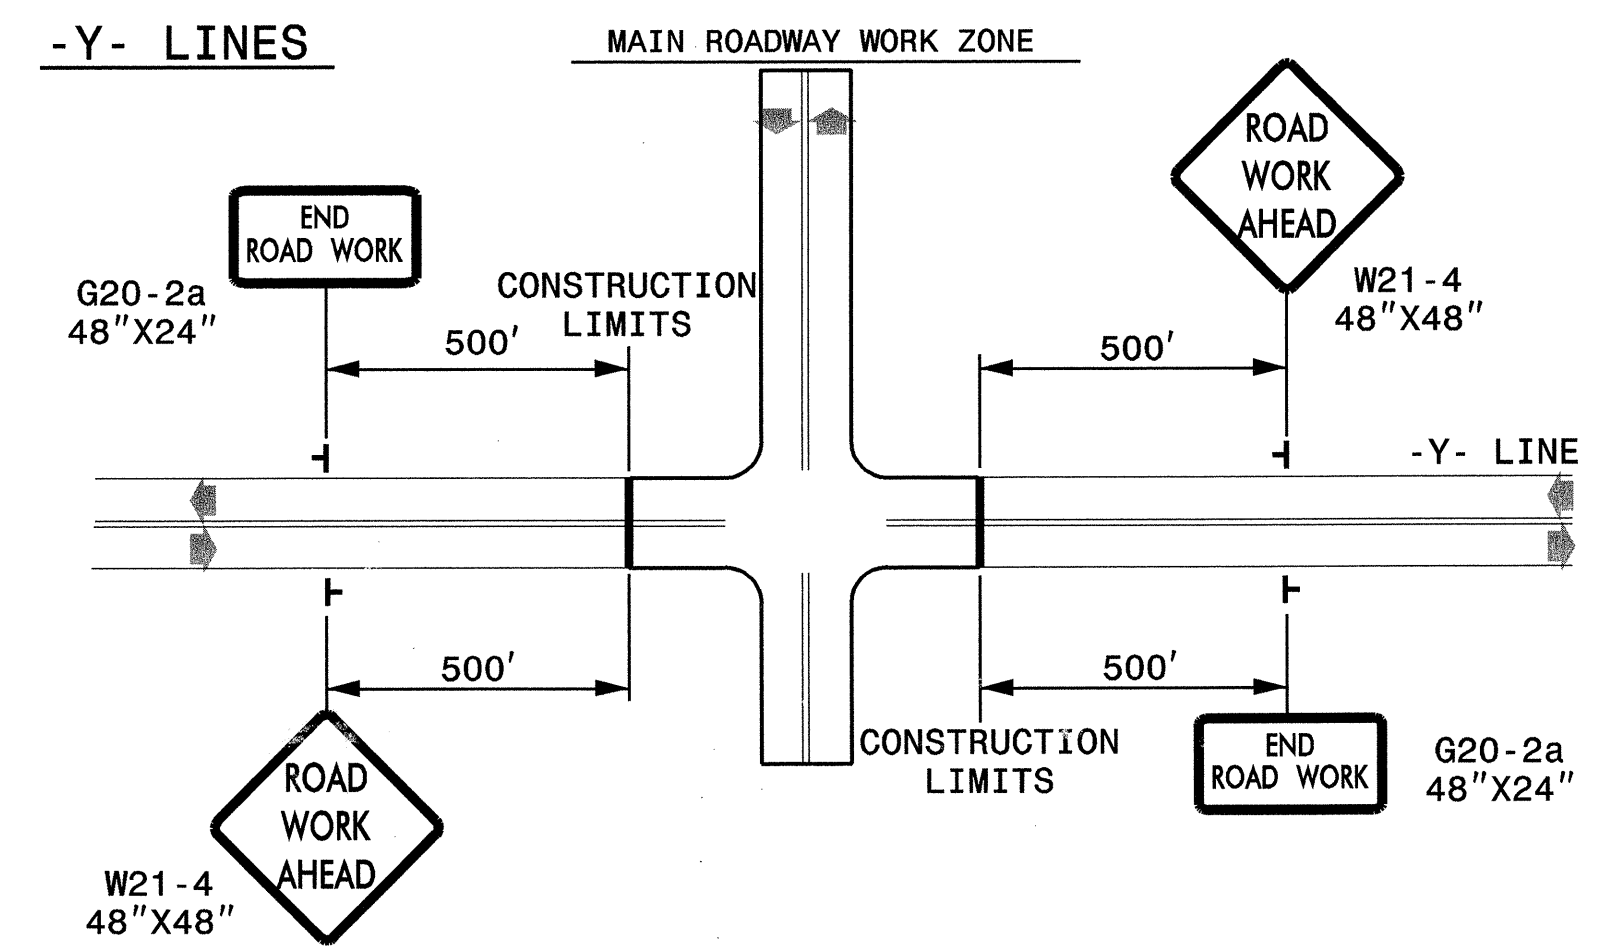 -Y- LINES
MAIN ROADWAY WORK ZONE
ROAD
WORK
AHEAD
W21-4
48"X48"
END
ROAD WORK
G20-2a
48"X24"
CONSTRUCTION
LIMITS
500'
500'
-Y- LINE
500'
500'
ROAD
WORK
AHEAD
W21-4
48"X48"
CONSTRUCTION
LIMITS
END
ROAD WORK
G20-2a
48"X24"